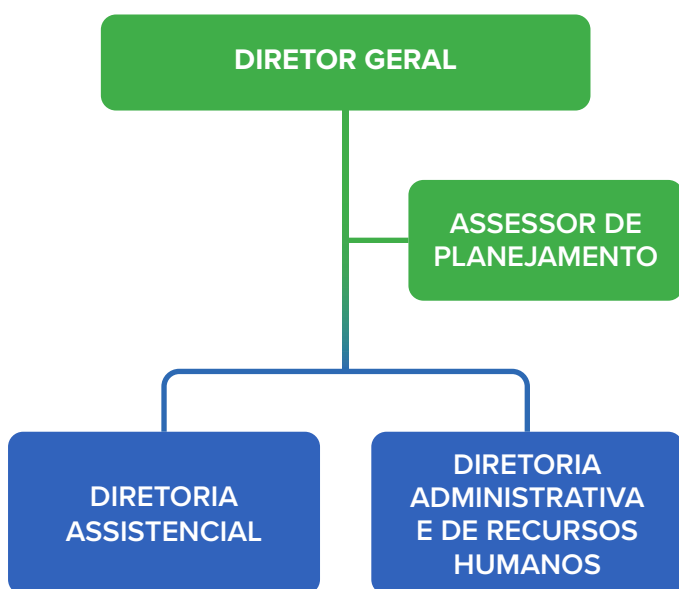 DIRETOR GERAL
ASSESSOR DE
PLANEJAMENTO
DIRETORIA
ASSISTENCIAL
DIRETORIA
ADMINISTRATIVA
E DE RECURSOS
HUMANOS